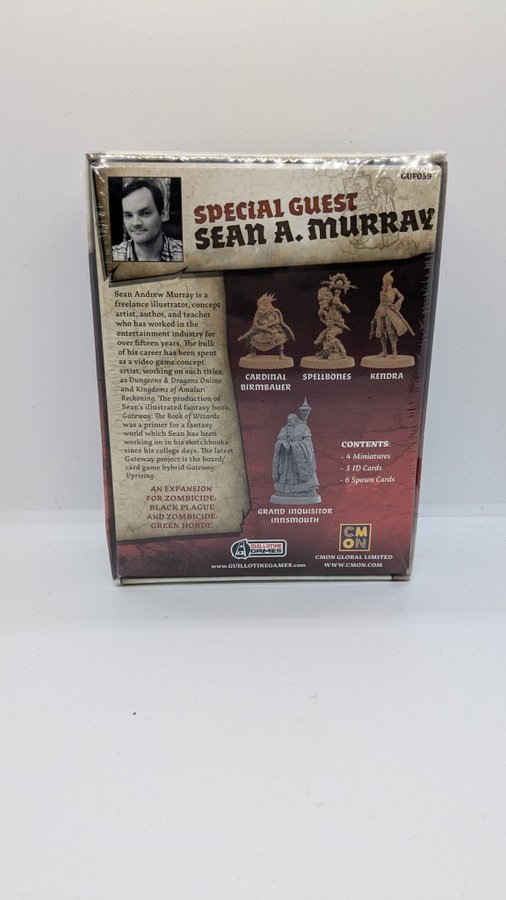 GUF059
SPECIAL GUEST
SEAN A. MURRAY
Sean Andrew Murray is a
freelance illustrator, concept
artist, author, and teacher
who has worked in the
entertainment industry for
over fifteen years. The bulk
of his career has been spent
as a video game concept
artist, working on such titles
as Dungeons & Dragons Online
and Kingdoms of Amalur:
Reckoning. The production of
Sean's illustrated fantasy book,
Gateway: The Book of Wizards
was a primer for a fantasy
world which Sean has been
working on in his sketchbooks
since his college days. The latest
Gateway project is the board/
card game hybrid Gateway
Uprising.
AN EXPANSION
FOR ZOMBICIDE:
BLACK PLAGUE
AND ZOMBICIDE:
GREEN HORDE.
CARDINAL
BIRMBAUER
SPELLBONES
KENDRA
GRAND INQUISITOR
INNSMOUTH
CONTENTS:
- 4 Miniatures
- 3 ID Cards
- 6 Spawn Cards
GUILLOTINE
GAMES
www.GUILLOTINEGAMES.com
CM
ON
CMON GLOBAL LIMITED
WWW.CMON.COM